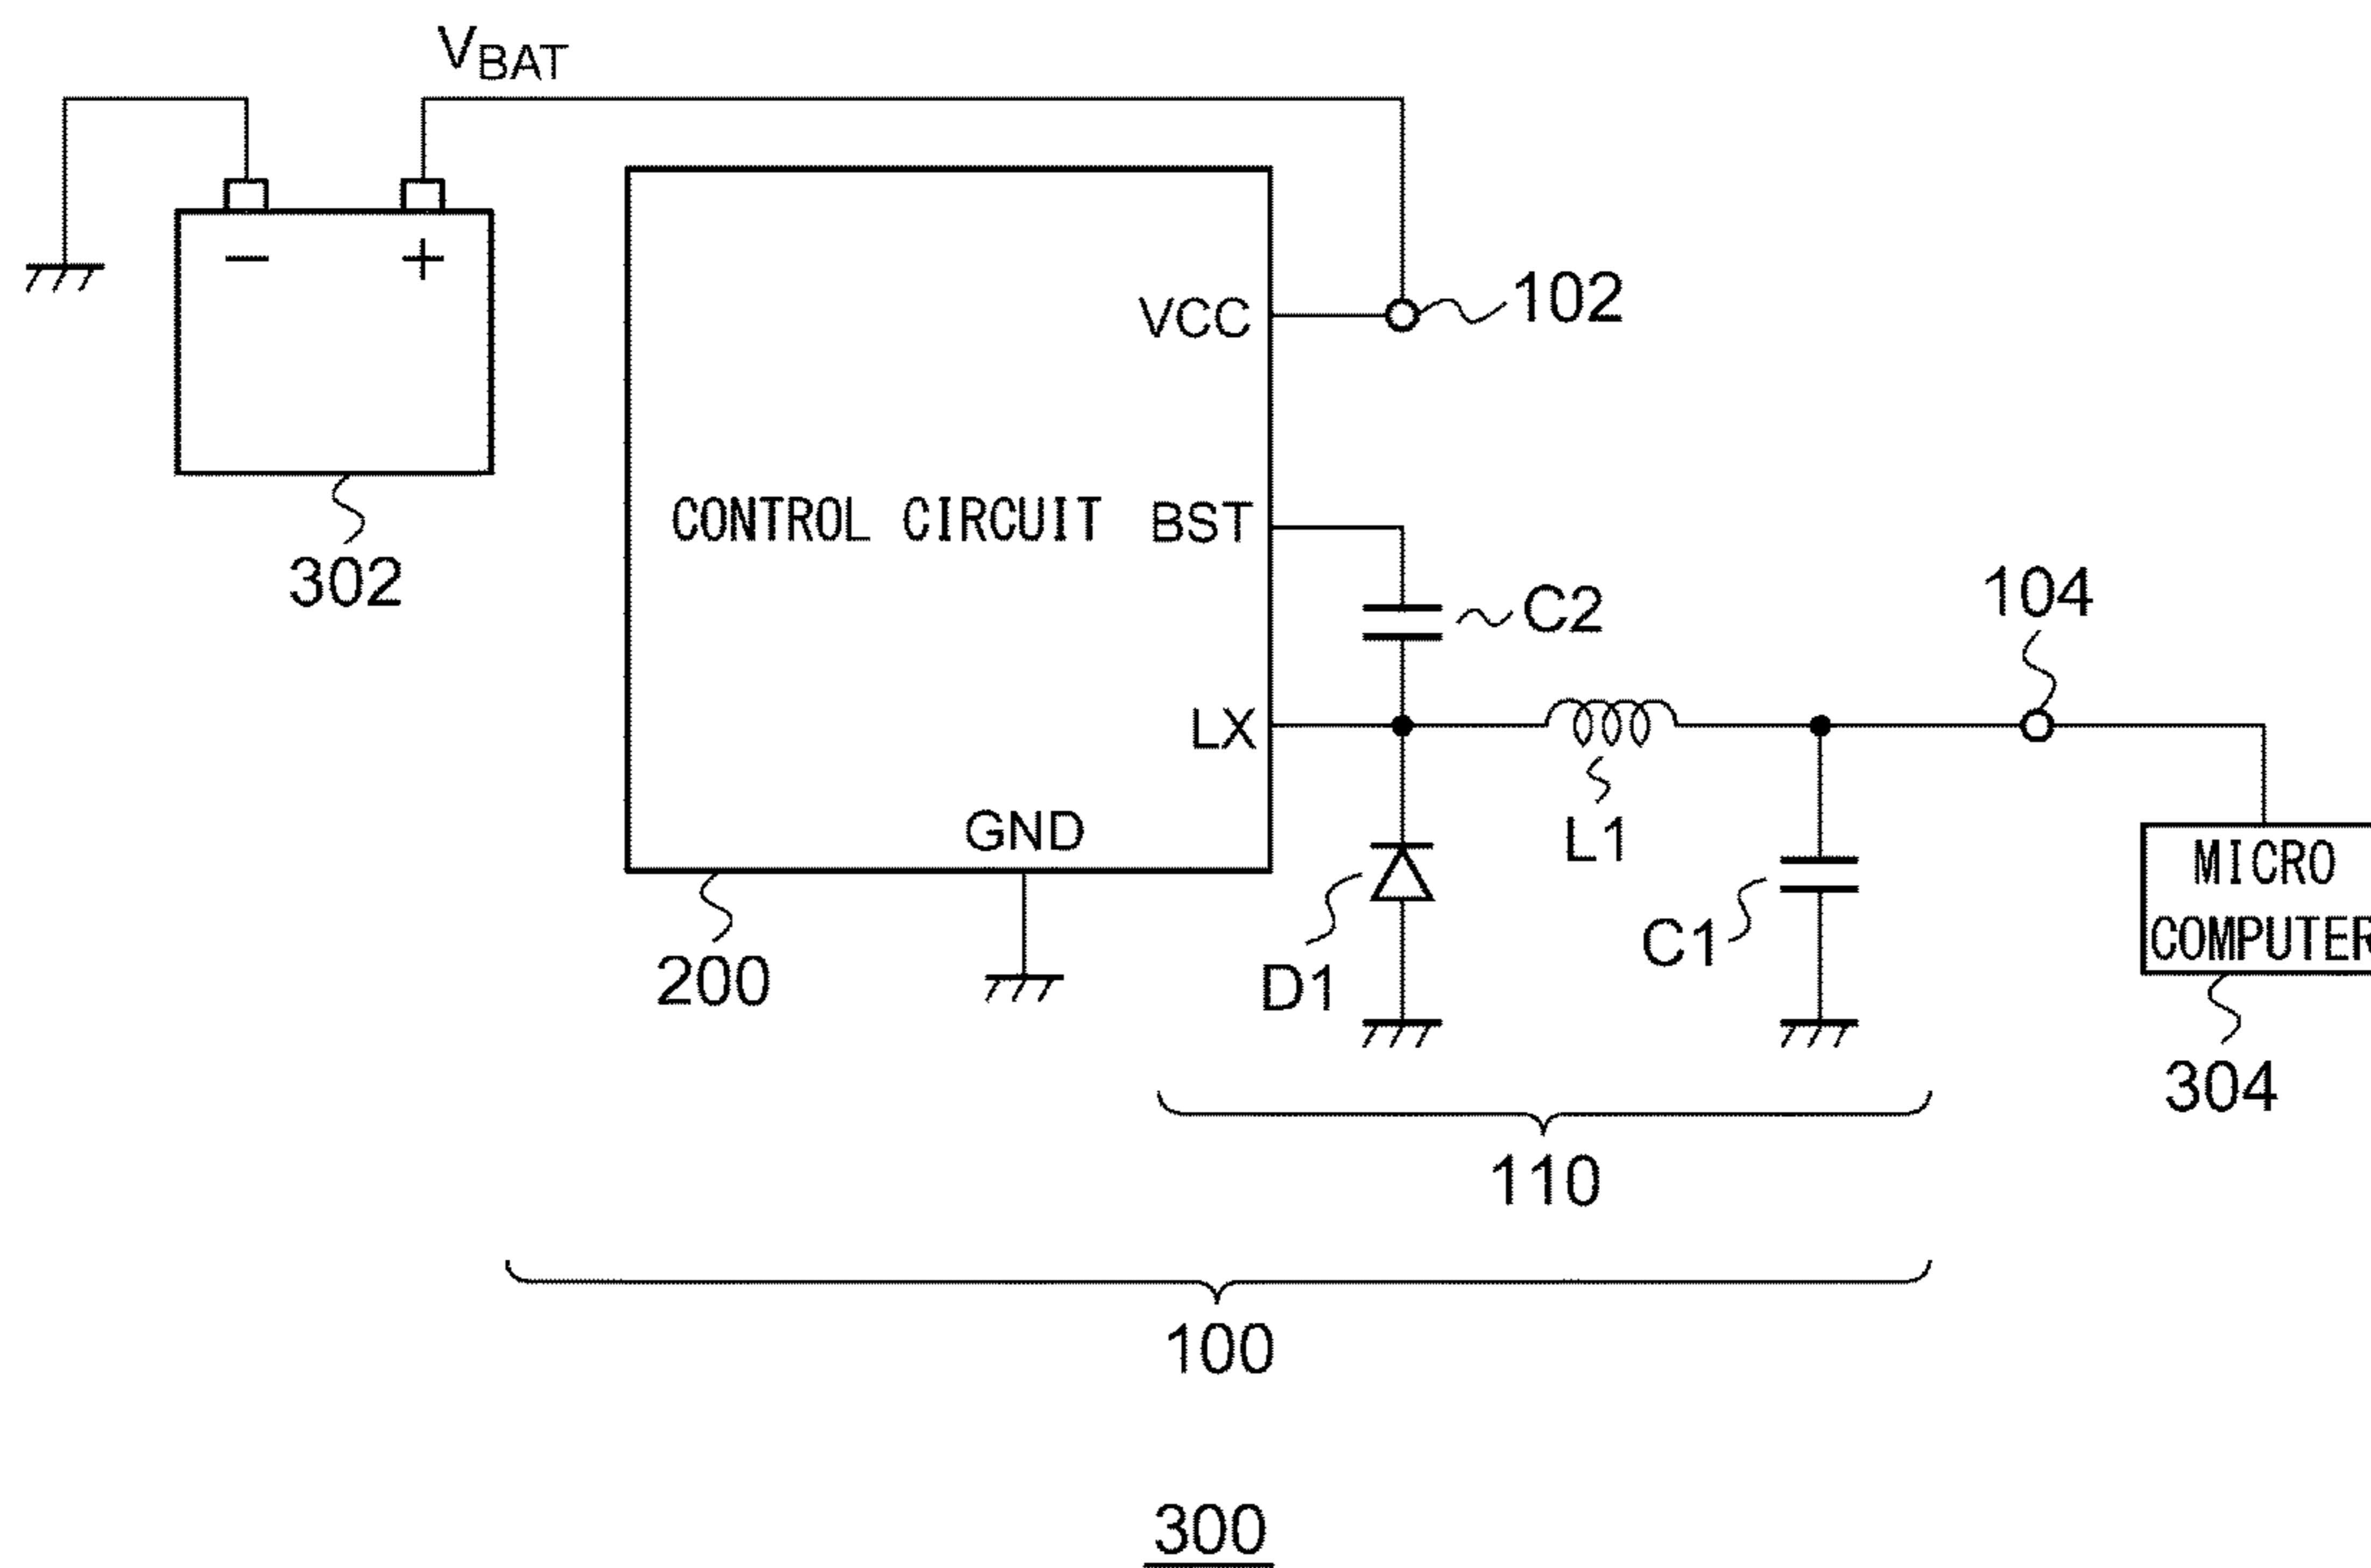 VBAT
− +
VCC
102
CONTROL CIRCUIT
BST
302
C2
104
LX
GND
L1
MICRO
COMPUTER
200
D1
C1
304
110
100
300